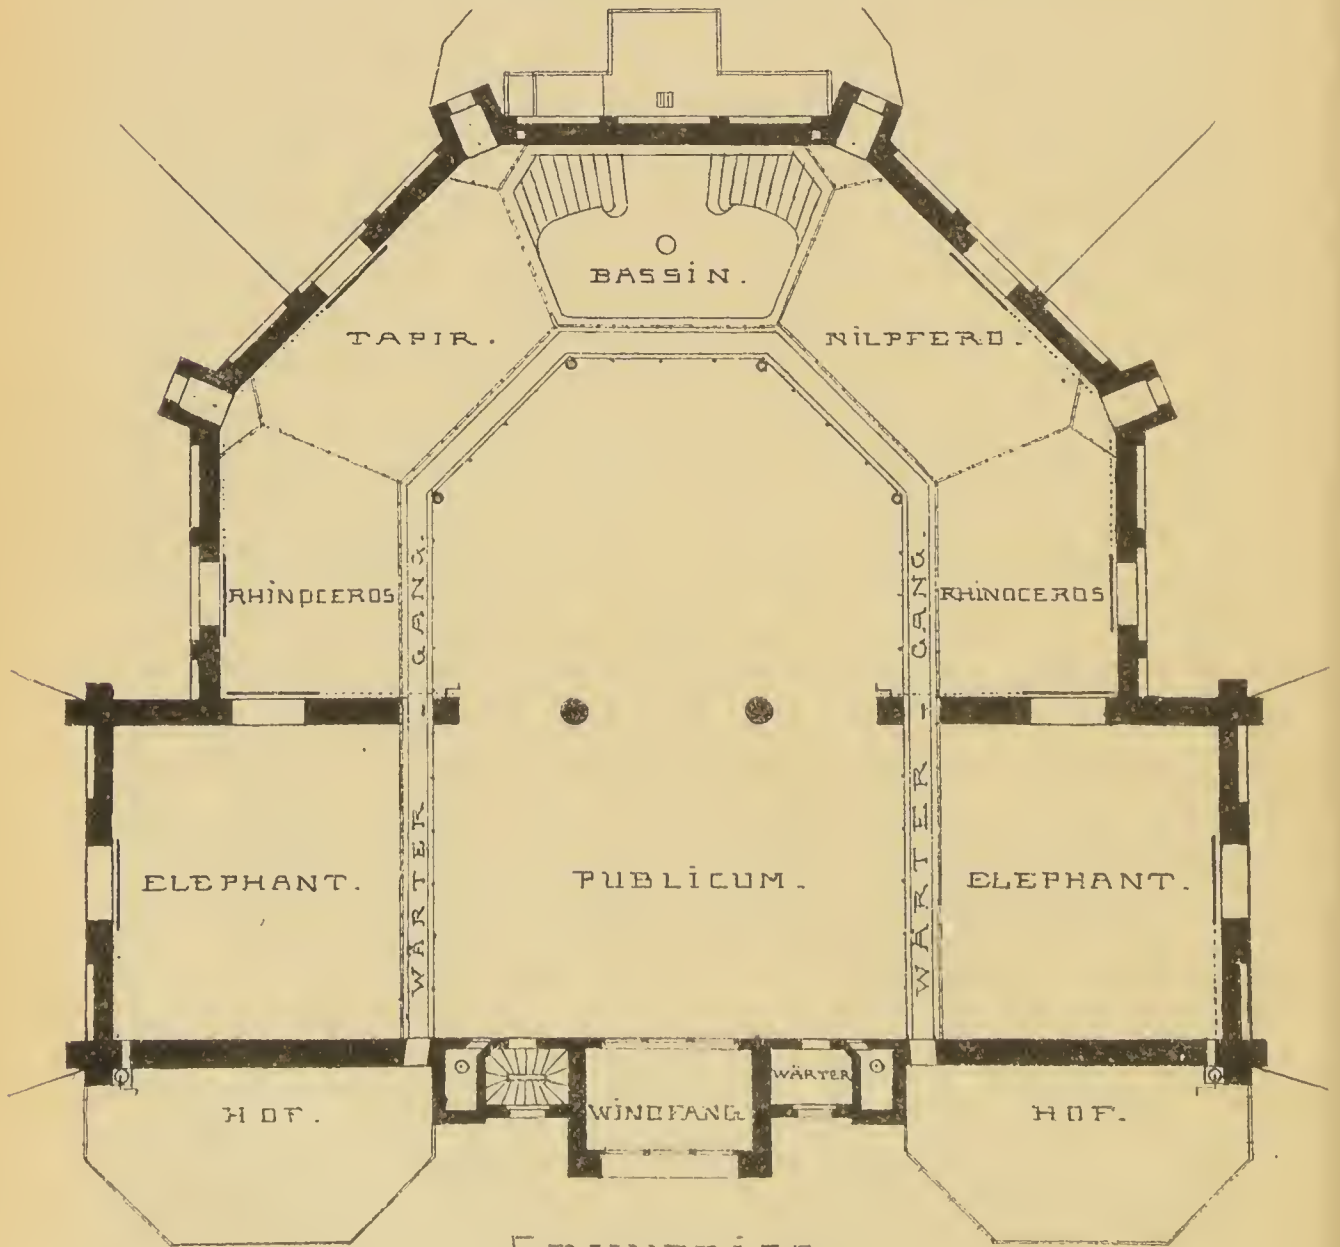 BASSiN.
TAPIR.
NiLPFERD.
RHiNOCEROS
RHiNOCEROS
WÄRTER - GANG.
WÄRTER - GANG.
ELEPHANT.
PUBLiCUM.
ELEPHANT.
WÄRTER
HOF.
WiNDFANG.
HOF.